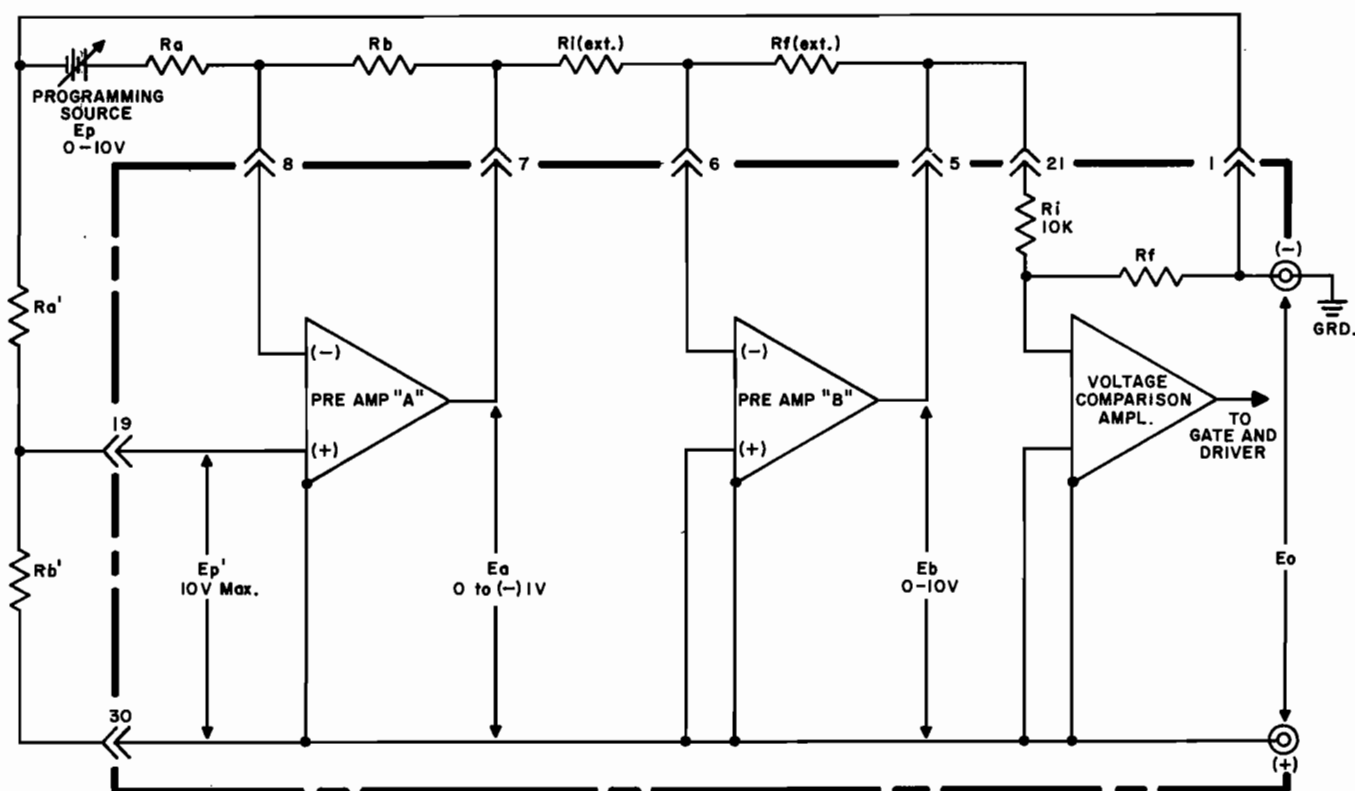 Ra
Rb
Ri(ext.)
Rf(ext.)
PROGRAMMING
SOURCE
Ep
0-10V
8
7
6
5
21
1
Ri
10K
(-)
Rf
GRD.
Ra'
(-)
PRE AMP "A"
(+)
(-)
PRE AMP "B"
(+)
VOLTAGE
COMPARISON
AMPL.
TO
GATE AND
DRIVER
19
Rb'
Ep'
10V Max.
Ea
0 to (-) 1V
Eb
0-10V
Eo
30
(+)